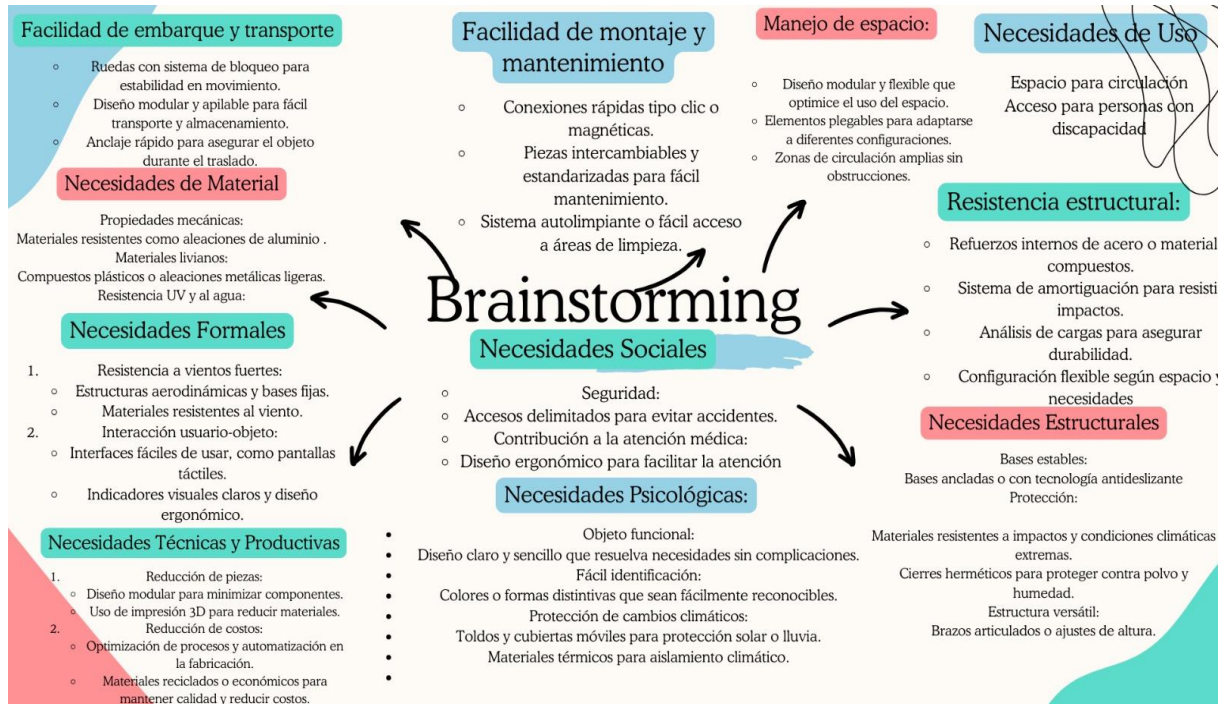 Facilidad de embarque y transporte
Ruedas con sistema de bloqueo para
estabilidad en movimiento.
Diseño modular y apilable para fácil
transporte y almacenamiento.
Anclaje rápido para asegurar el objeto
durante el traslado.
Necesidades de Material
Propiedades mecánicas:
Materiales resistentes como aleaciones de aluminio .
Materiales livianos:
Compuestos plásticos o aleaciones metálicas ligeras.
Resistencia UV y al agua:
Necesidades Formales
1. Resistencia a vientos fuertes:
Estructuras aerodinámicas y bases fijas.
Materiales resistentes al viento.
2. Interacción usuario-objeto:
Interfaces fáciles de usar, como pantallas
táctiles.
Indicadores visuales claros y diseño
ergonómico.
Necesidades Técnicas y Productivas
1. Reducción de piezas:
Diseño modular para minimizar componentes.
Uso de impresión 3D para reducir materiales.
2. Reducción de costos:
Optimización de procesos y automatización en
la fabricación.
Materiales reciclados o económicos para
mantener calidad y reducir costos.
Facilidad de montaje y
mantenimiento
Conexiones rápidas tipo clic o
magnéticas.
Piezas intercambiables y
estandarizadas para fácil
mantenimiento.
Sistema autolimpiante o fácil acceso
a áreas de limpieza.
Brainstorming
Necesidades Sociales
Seguridad:
Accesos delimitados para evitar accidentes.
Contribución a la atención médica:
Diseño ergonómico para facilitar la atención
Necesidades Psicológicas:
Objeto funcional:
Diseño claro y sencillo que resuelva necesidades sin complicaciones.
Fácil identificación:
Colores o formas distintivas que sean fácilmente reconocibles.
Protección de cambios climáticos:
Toldos y cubiertas móviles para protección solar o lluvia.
Materiales térmicos para aislamiento climático.
Manejo de espacio:
Diseño modular y flexible que
optimice el uso del espacio.
Elementos plegables para adaptarse
a diferentes configuraciones.
Zonas de circulación amplias sin
obstrucciones.
Necesidades de Uso
Espacio para circulación
Acceso para personas con
discapacidad
Resistencia estructural:
Refuerzos internos de acero o material
compuestos.
Sistema de amortiguación para resisti
impactos.
Análisis de cargas para asegurar
durabilidad.
Configuración flexible según espacio y
necesidades
Necesidades Estructurales
Bases estables:
Bases ancladas o con tecnología antideslizante
Protección:
Materiales resistentes a impactos y condiciones climáticas
extremas.
Cierres herméticos para proteger contra polvo y
humedad.
Estructura versátil:
Brazos articulados o ajustes de altura.